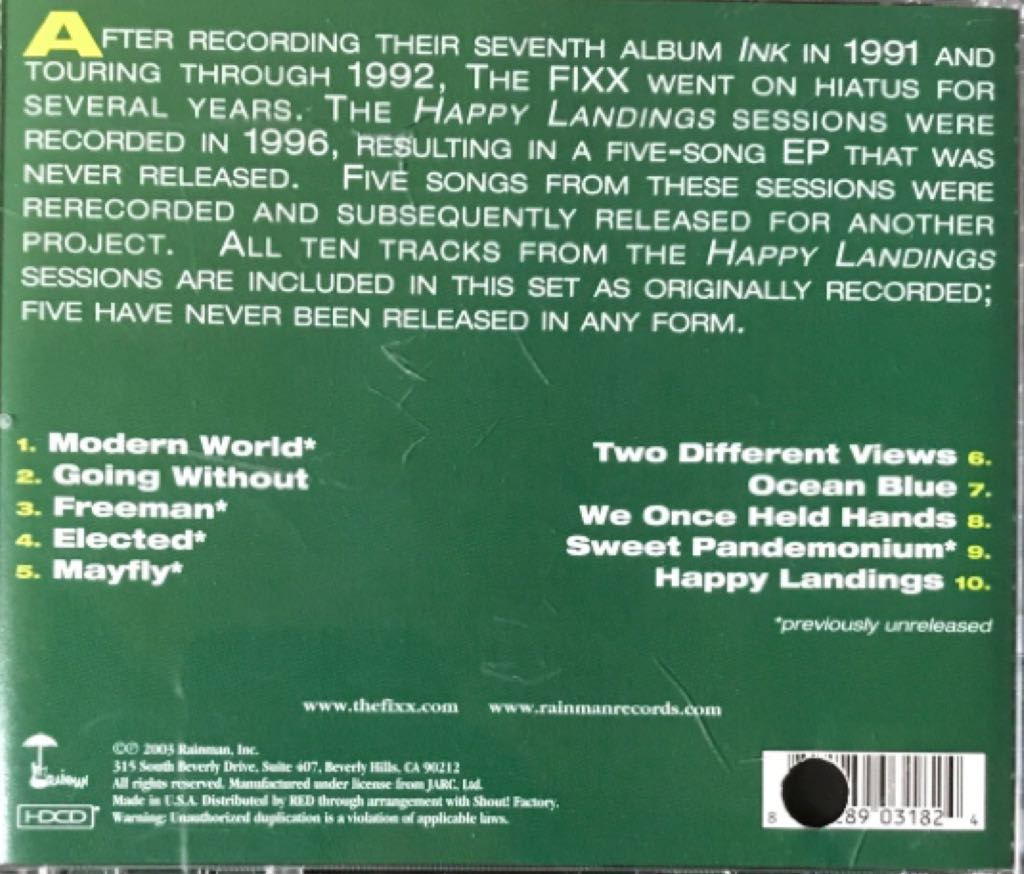 AFTER RECORDING THEIR SEVENTH ALBUM INK IN 1991 AND
TOURING THROUGH 1992, THE FIXX WENT ON HIATUS FOR
SEVERAL YEARS. THE HAPPY LANDINGS SESSIONS WERE
RECORDED IN 1996, RESULTING IN A FIVE-SONG EP THAT WAS
NEVER RELEASED. FIVE SONGS FROM THESE SESSIONS WERE
RERECORDED AND SUBSEQUENTLY RELEASED FOR ANOTHER
PROJECT. ALL TEN TRACKS FROM THE HAPPY LANDINGS
SESSIONS ARE INCLUDED IN THIS SET AS ORIGINALLY RECORDED;
FIVE HAVE NEVER BEEN RELEASED IN ANY FORM.
1. Modern World*
2. Going Without
3. Freeman*
4. Elected*
5. Mayfly*
Two Different Views 6.
Ocean Blue 7.
We Once Held Hands 8.
Sweet Pandemonium* 9.
Happy Landings 10.
*previously unreleased
www.thefixx.com www.rainmanrecords.com
©℗ 2003 Rainman, Inc.
315 South Beverly Drive, Suite 407, Beverly Hills, CA 90212
All rights reserved. Manufactured under license from JARC, Ltd.
Made in U.S.A. Distributed by RED through arrangement with Shout! Factory.
Warning: Unauthorized duplication is a violation of applicable laws.
Rainman
HDCD
8 289 03182 4